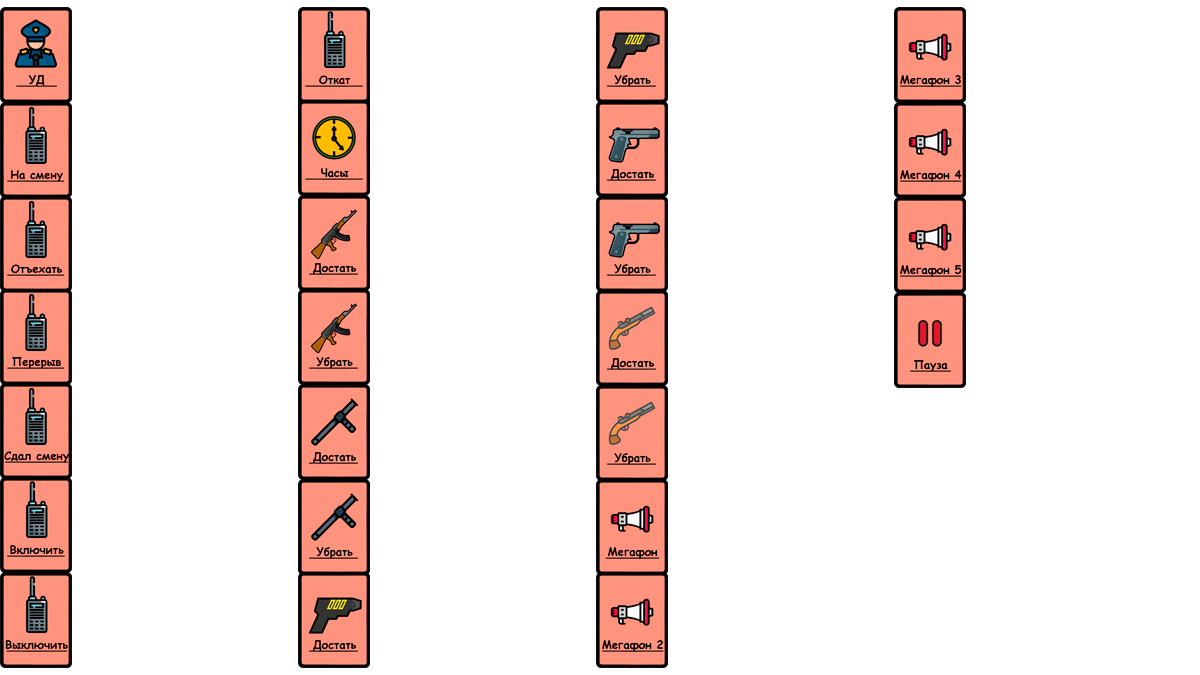 УД
На смену
Отъехать
Перерыв
Сдал смену
Включить
Выключить
Откат
Часы
Достать
Убрать
Достать
Убрать
Достать
Убрать
Достать
Убрать
Достать
Убрать
Мегафон
Мегафон 2
Мегафон 3
Мегафон 4
Мегафон 5
Пауза